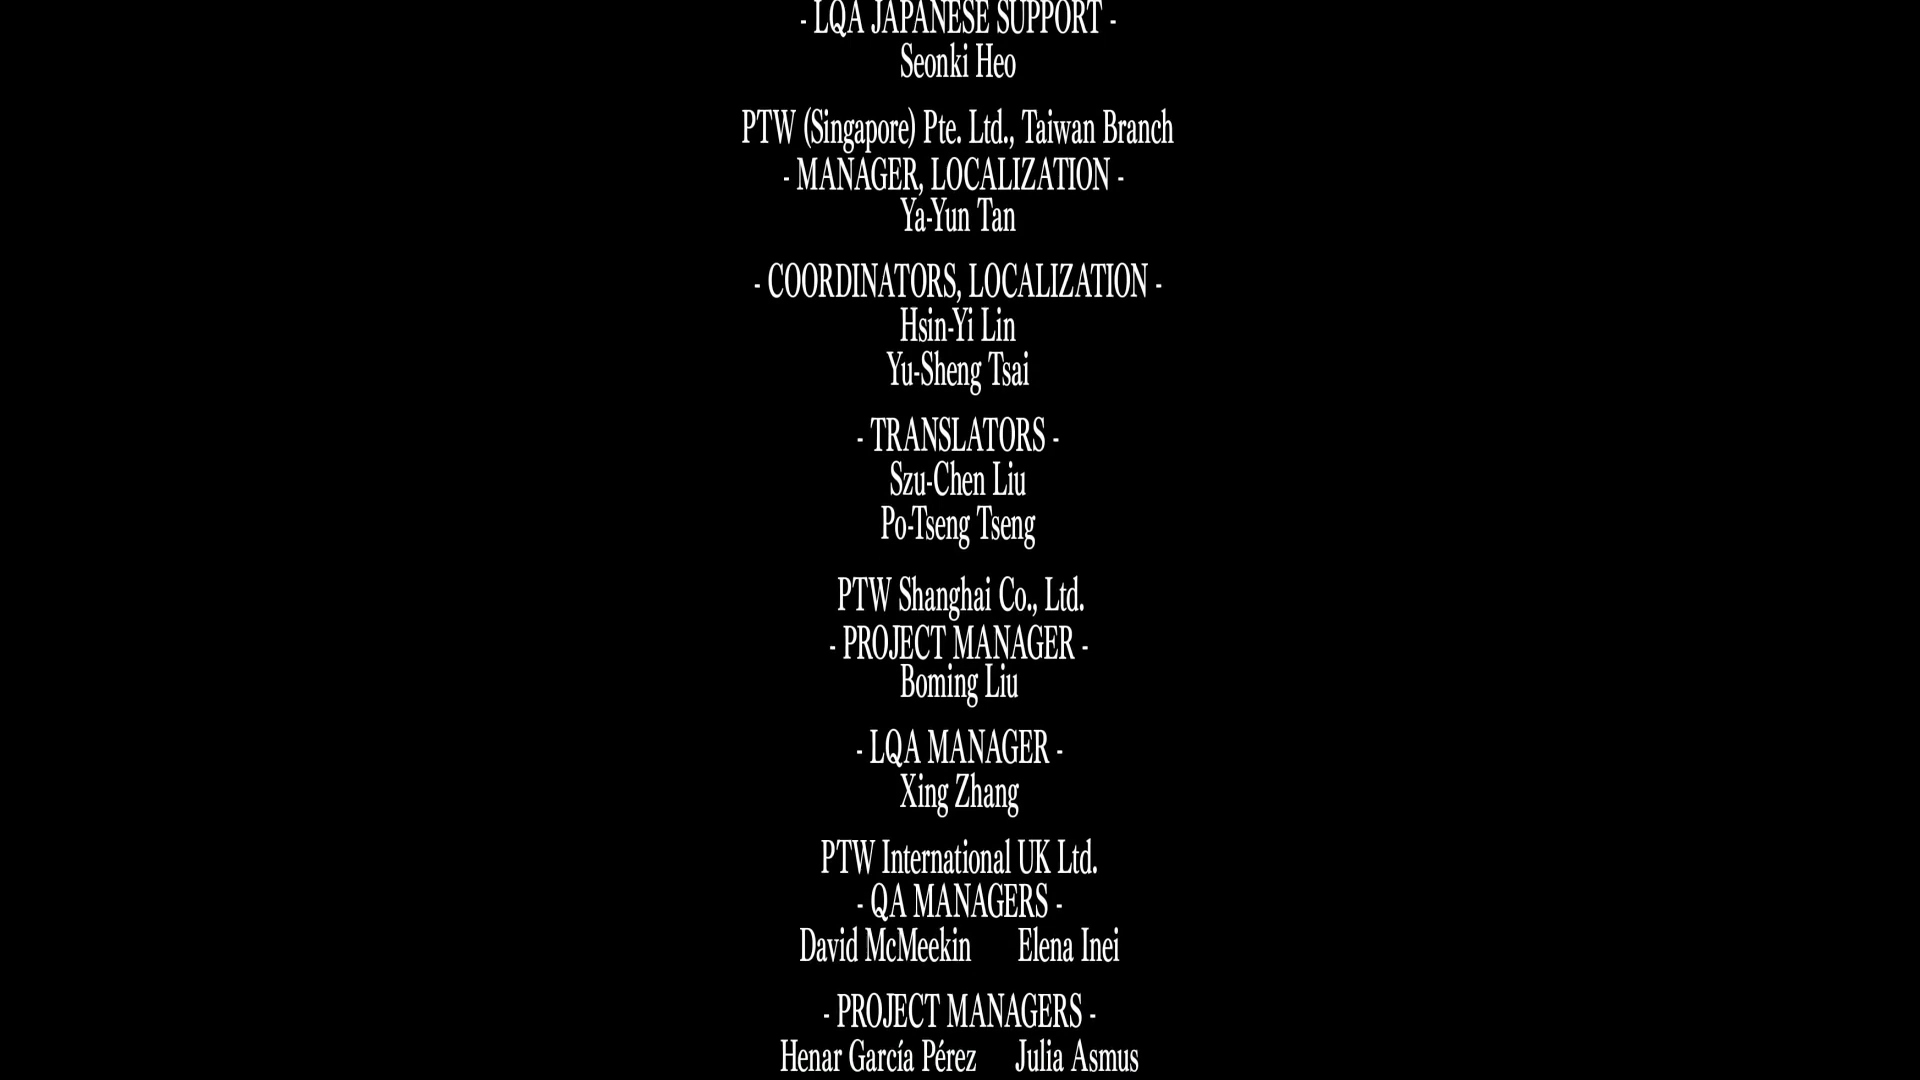 - LQA JAPANESE SUPPORT -
Seonki Heo
PTW (Singapore) Pte. Ltd., Taiwan Branch
- MANAGER, LOCALIZATION -
Ya-Yun Tan
- COORDINATORS, LOCALIZATION -
Hsin-Yi Lin
Yu-Sheng Tsai
- TRANSLATORS -
Szu-Chen Liu
Po-Tseng Tseng
PTW Shanghai Co., Ltd.
- PROJECT MANAGER -
Boming Liu
- LQA MANAGER -
Xing Zhang
PTW International UK Ltd.
- QA MANAGERS -
David McMeekin Elena Inei
- PROJECT MANAGERS -
Henar García Pérez Julia Asmus